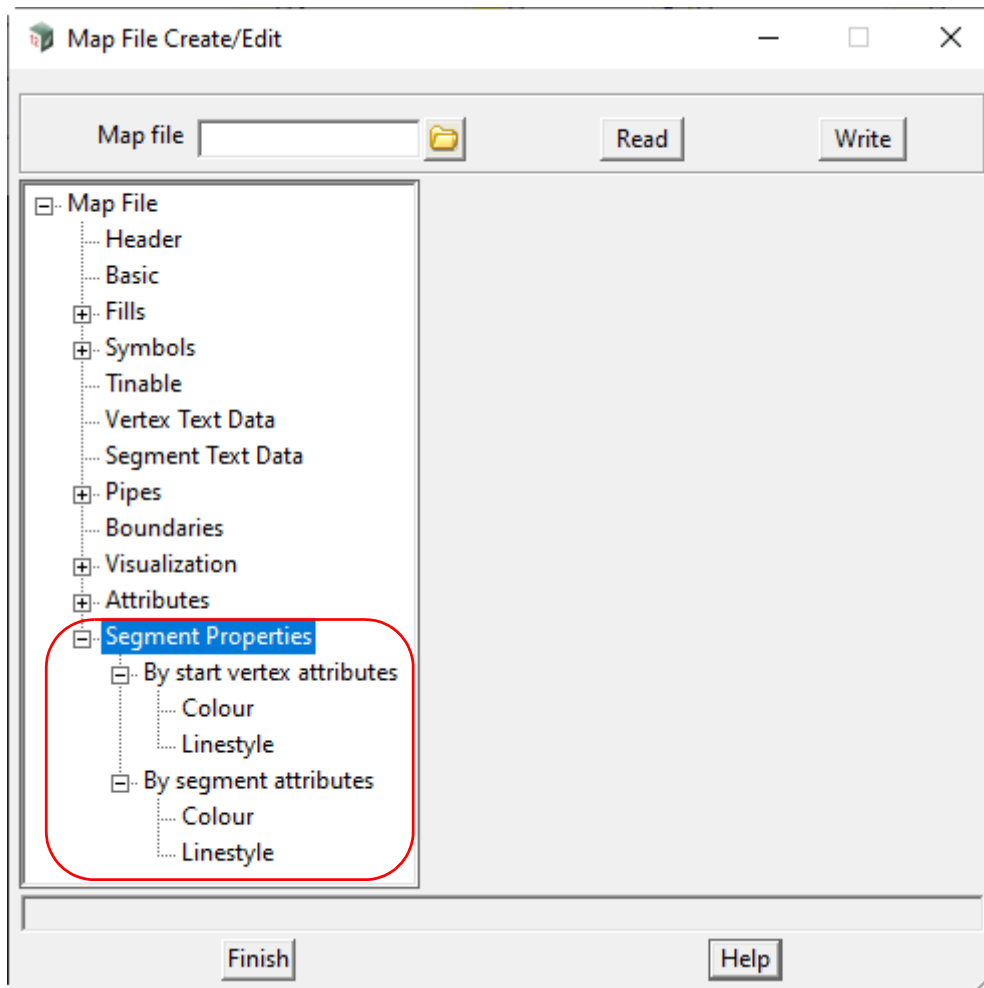 Map File Create/Edit
Map file Read Write
Map File
Header
Basic
Fills
Symbols
Tinable
Vertex Text Data
Segment Text Data
Pipes
Boundaries
Visualization
Attributes
Segment Properties
By start vertex attributes
Colour
Linestyle
By segment attributes
Colour
Linestyle
Finish Help